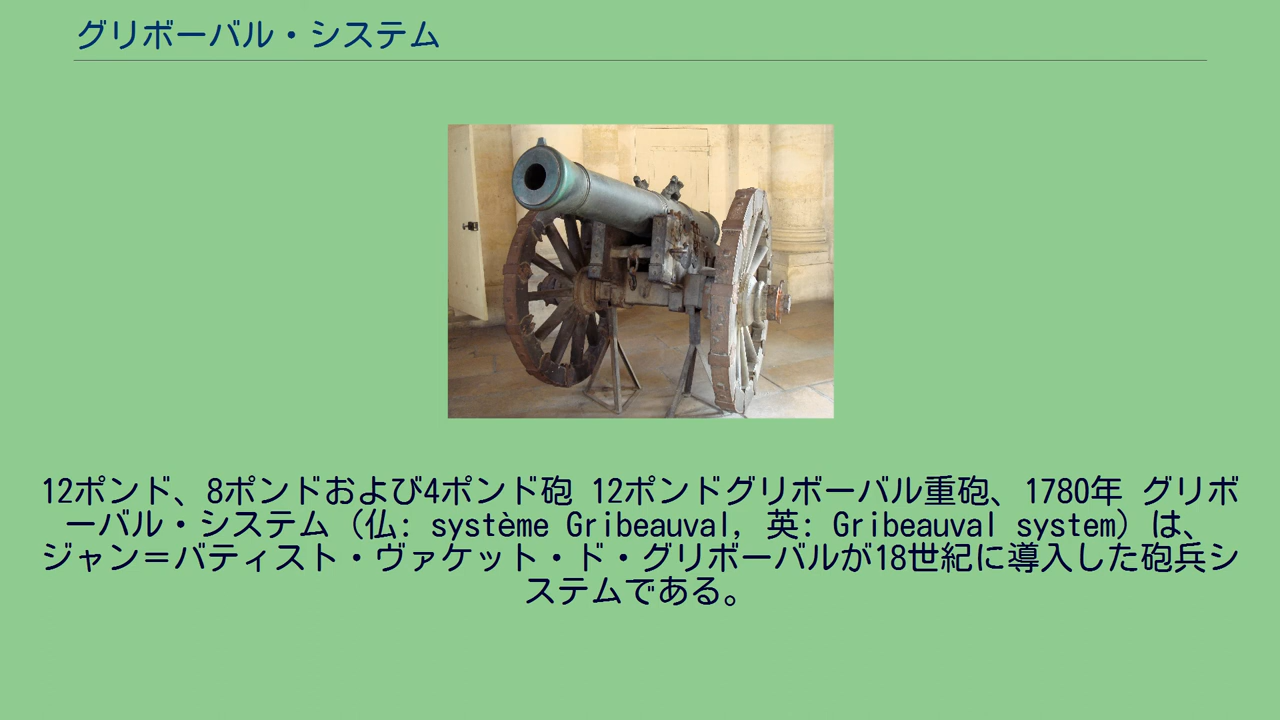 グリボーバル・システム
12ポンド、8ポンドおよび4ポンド砲 12ポンドグリボーバル重砲、1780年 グリボ
ーバル・システム（仏: système Gribeauval, 英: Gribeauval system）は、
ジャン＝バティスト・ヴァケット・ド・グリボーバルが18世紀に導入した砲兵シ
ステムである。